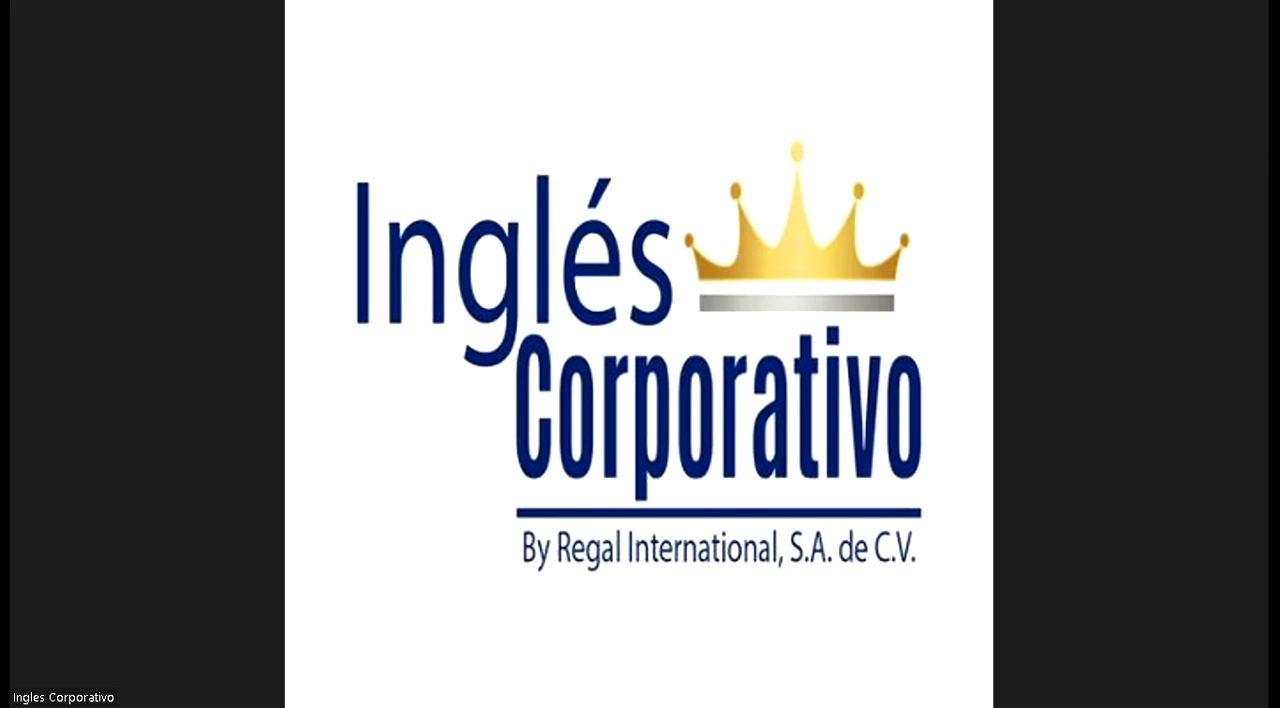 Inglés
Corporativo
By Regal International, S.A. de C.V.
Ingles Corporativo